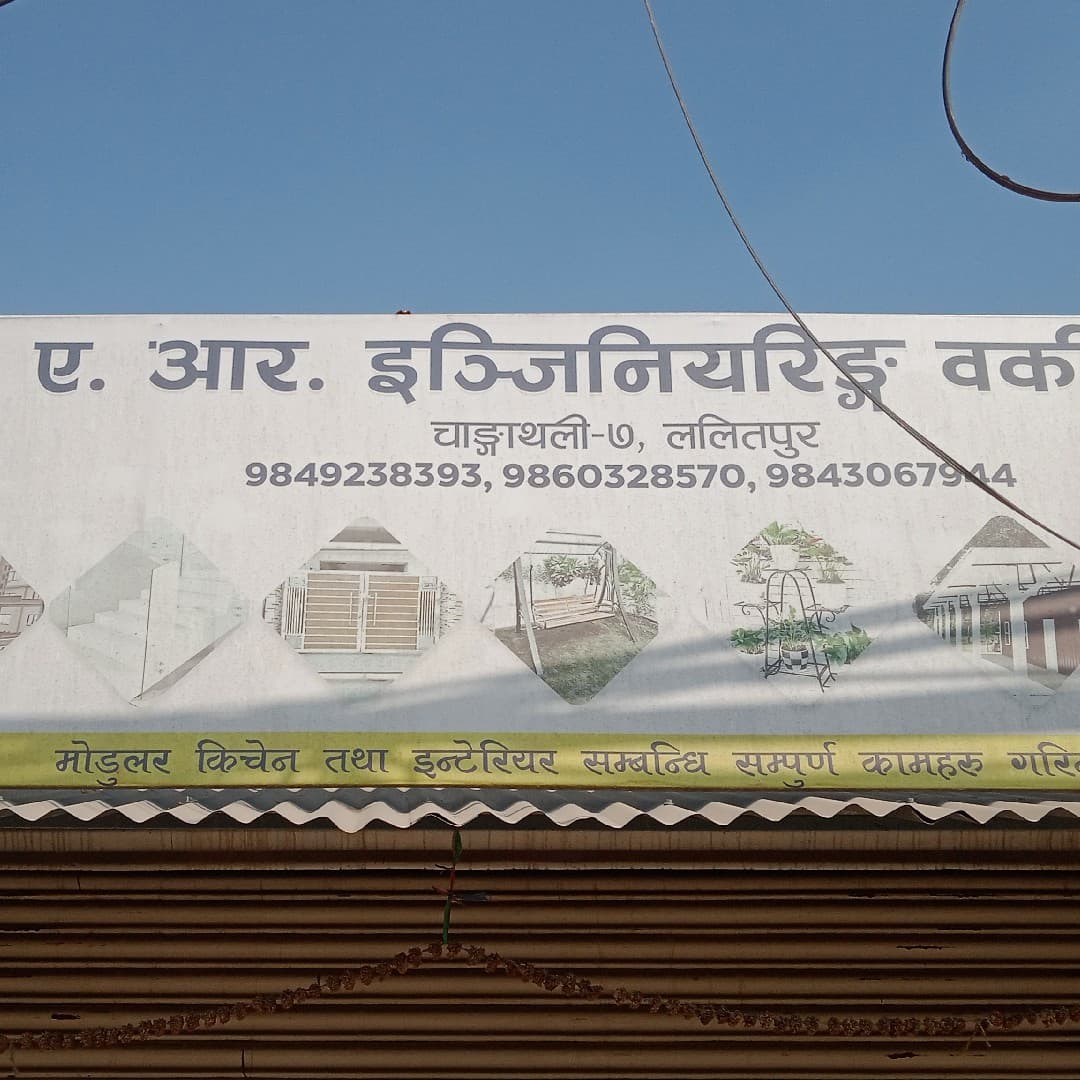 ए. आर. इञ्जिनियरिङ्ग वर्क
चाङ्गाथली-७, ललितपुर
9849238393, 9860328570, 9843067944
मोडुलर किचेन तथा इन्टेरियर सम्बन्धि सम्पुर्ण कामहरु